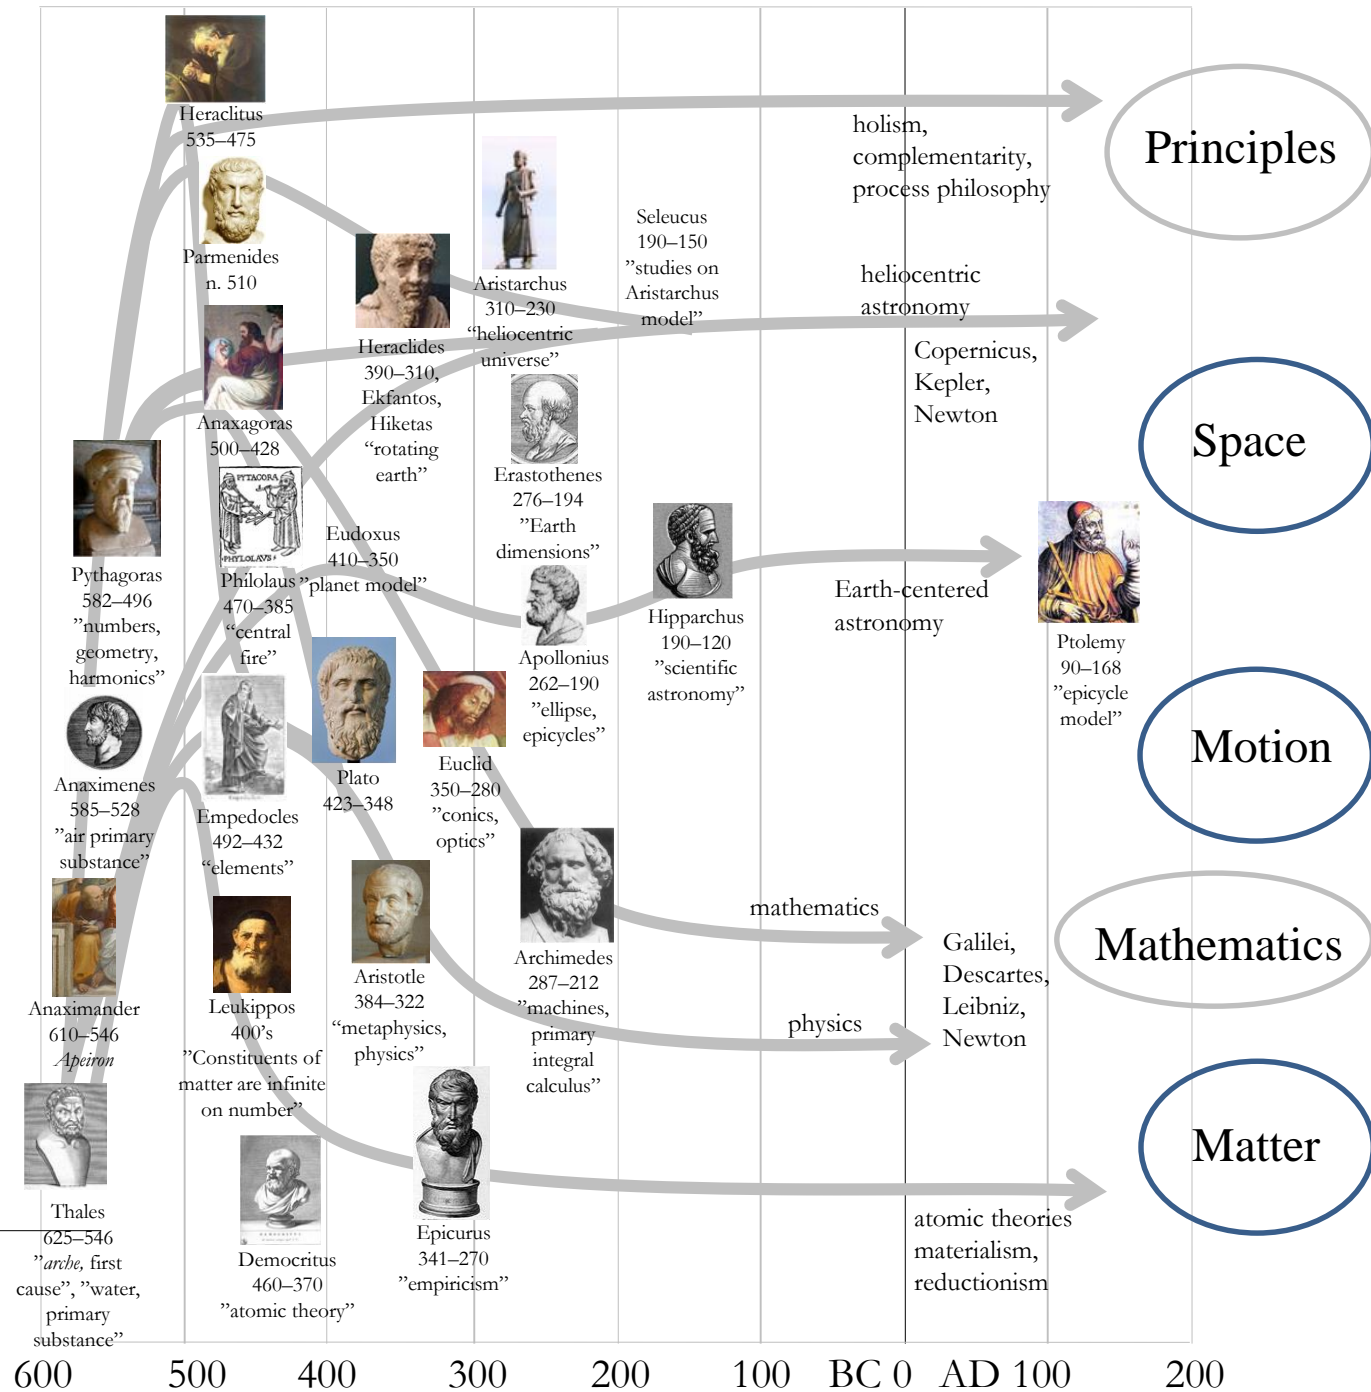 Heraclitus
535–475
Parmenides
n. 510
Anaxagoras
500–428
PYTACORA
PHYLOLAVS
Philolaus
470–385
“central
fire”
Pythagoras
582–496
”numbers,
geometry,
harmonics”
Anaximenes
585–528
”air primary
substance”
Anaximander
610–546
Apeiron
Thales
625–546
”arche, first
cause”, ”water,
primary
substance”
Empedocles
492–432
“elements”
Leukippos
400’s
”Constituents of
matter are infinite
on number”
Democritus
460–370
”atomic theory”
Heraclides
390–310,
Ekfantos,
Hiketas
“rotating
earth”
Eudoxus
410–350
”planet model”
Plato
423–348
Aristotle
384–322
”metaphysics,
physics”
Epicurus
341–270
”empiricism”
Euclid
350–280
”conics,
optics”
Aristarchus
310–230
“heliocentric
universe”
Erastothenes
276–194
”Earth
dimensions”
Apollonius
262–190
”ellipse,
epicycles”
Archimedes
287–212
”machines,
primary
integral
calculus”
Seleucus
190–150
”studies on
Aristarchus
model”
Hipparchus
190–120
”scientific
astronomy”
Ptolemy
90–168
”epicycle
model”
holism,
complementarity,
process philosophy
heliocentric
astronomy
Copernicus,
Kepler,
Newton
Earth-centered
astronomy
mathematics
physics
Galilei,
Descartes,
Leibniz,
Newton
atomic theories
materialism,
reductionism
Principles
Space
Motion
Mathematics
Matter
600 500 400 300 200 100 BC 0 AD 100 200